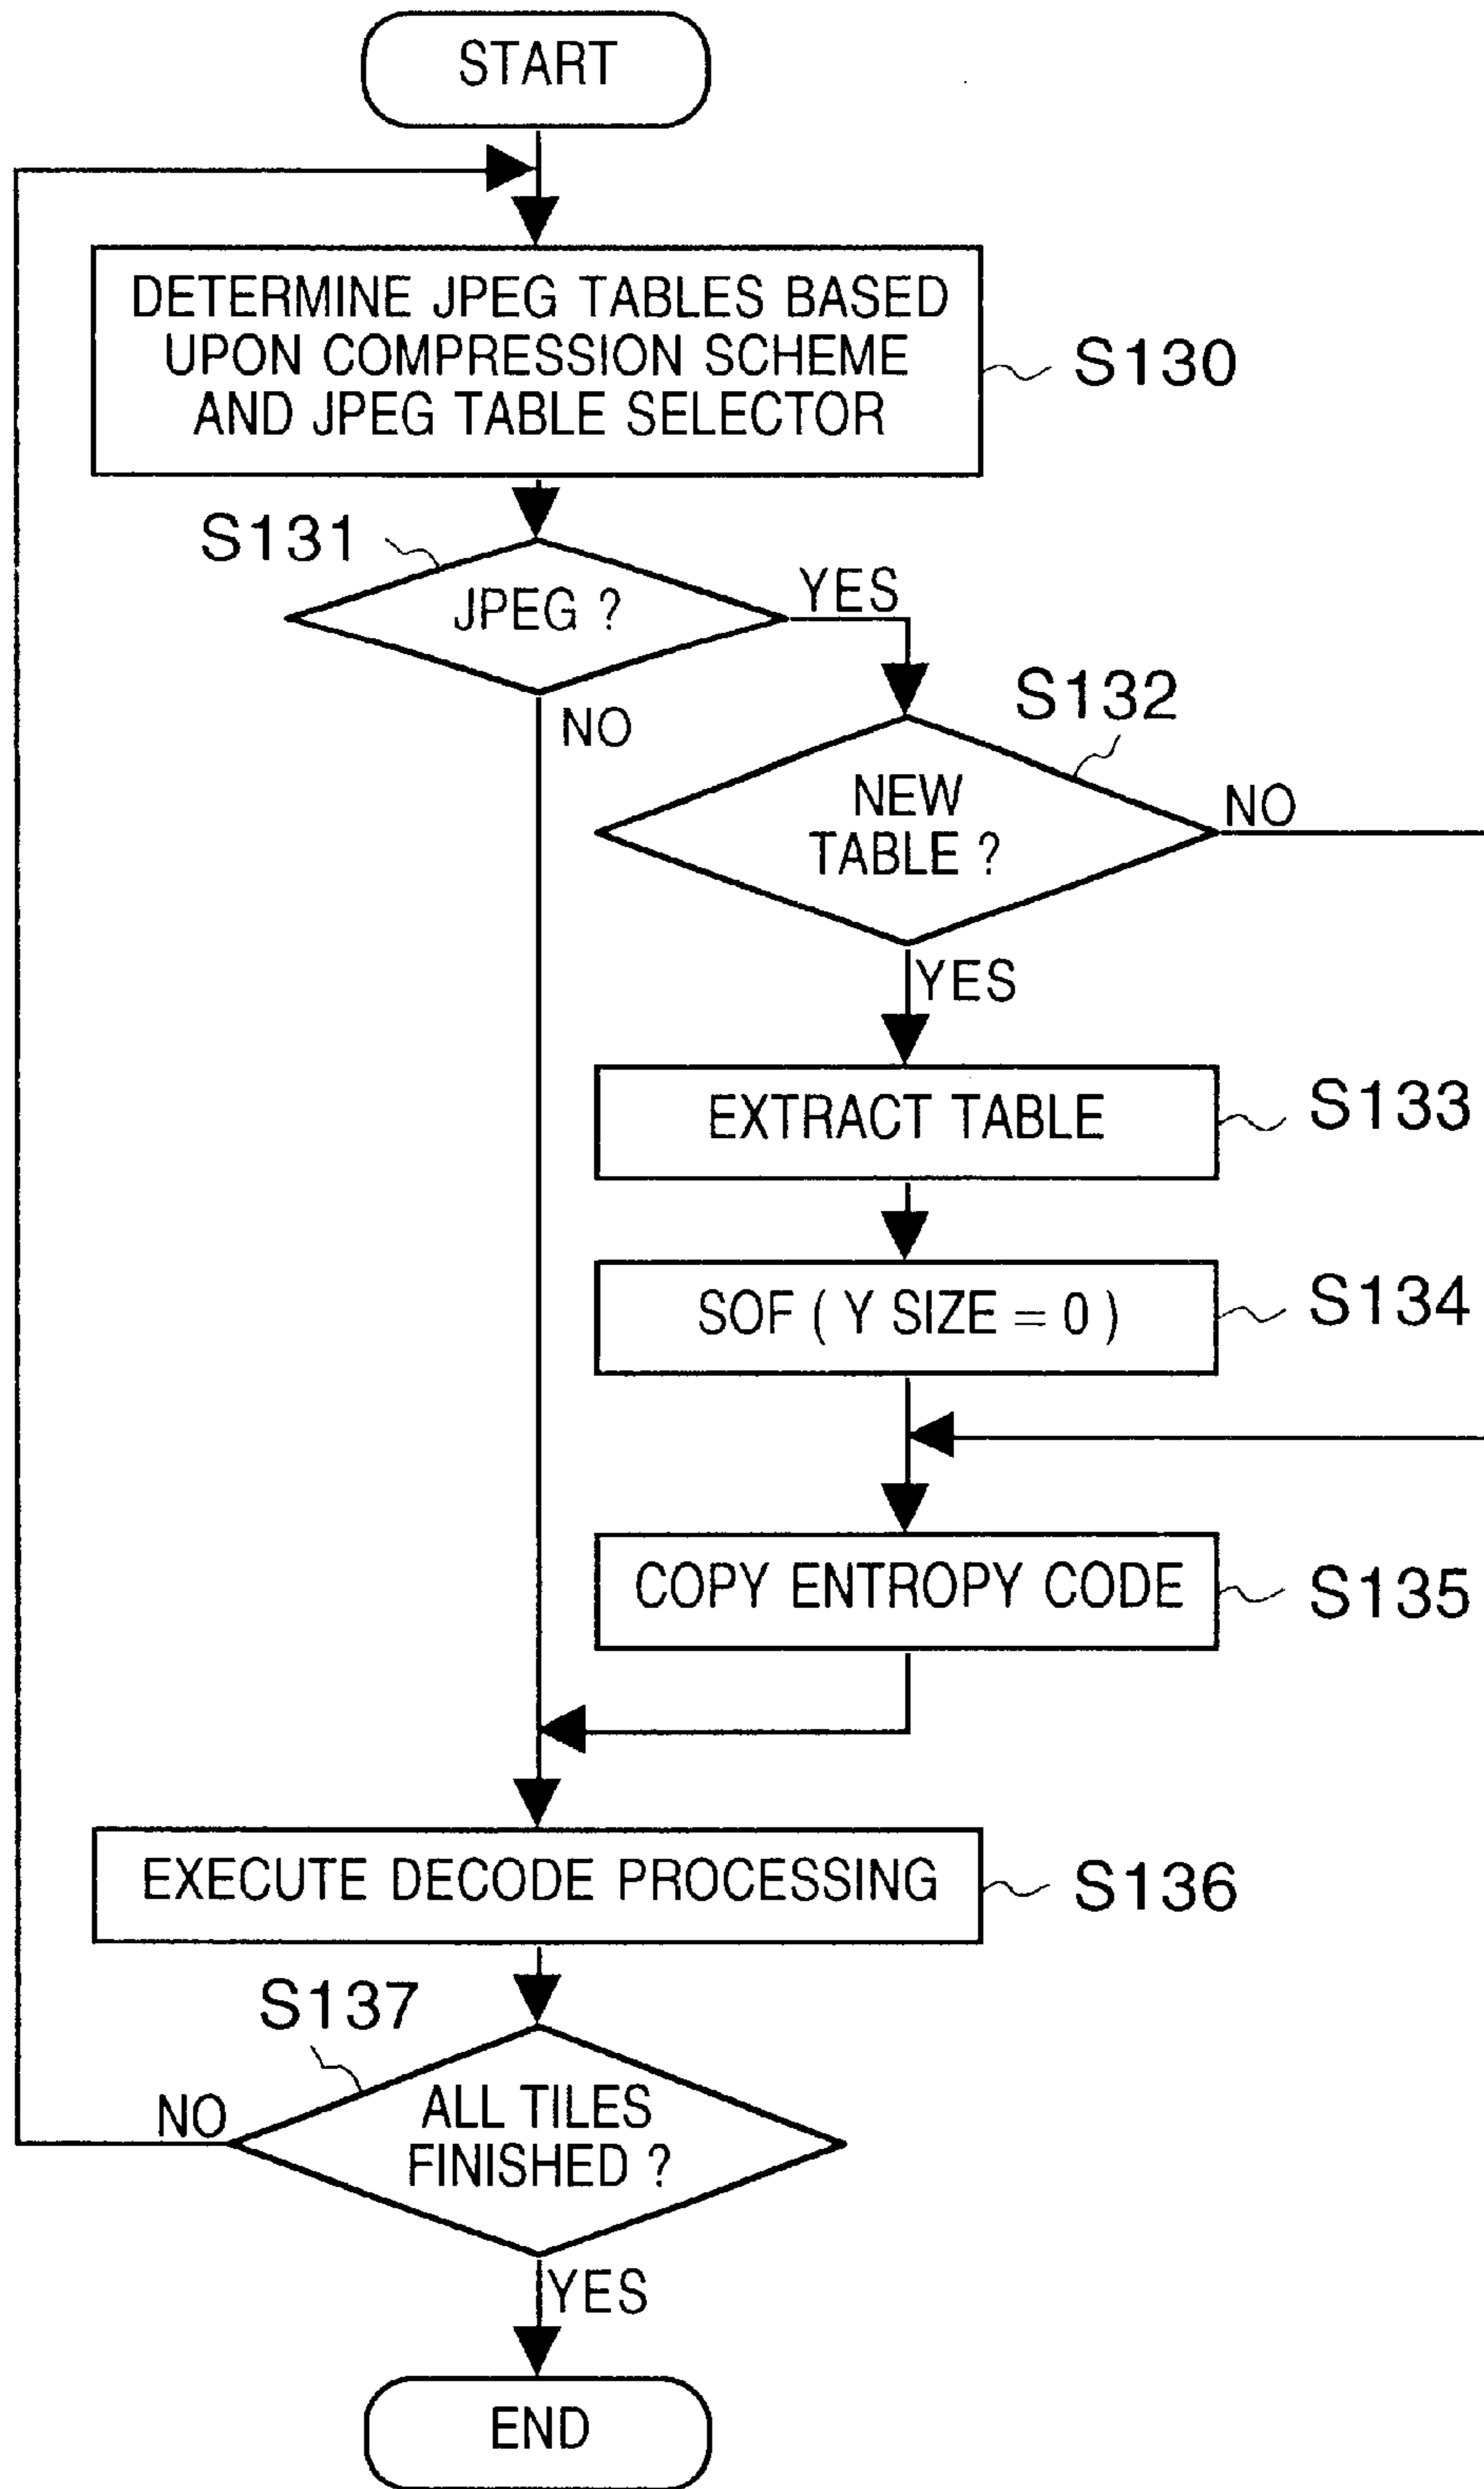 START
DETERMINE JPEG TABLES BASED
UPON COMPRESSION SCHEME
AND JPEG TABLE SELECTOR
S130
S131
JPEG ?
YES
NO
S132
NEW
TABLE ?
NO
YES
EXTRACT TABLE
S133
SOF ( Y SIZE = 0 )
S134
COPY ENTROPY CODE
S135
EXECUTE DECODE PROCESSING
S136
S137
ALL TILES
FINISHED ?
NO
YES
END